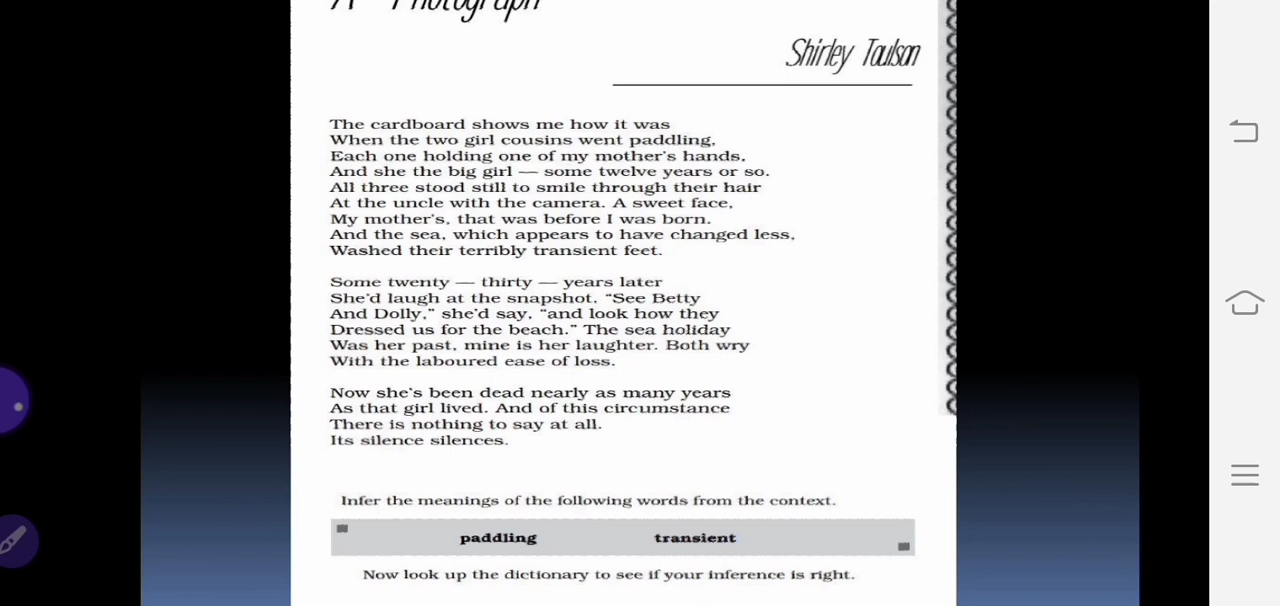 A Photograph
Shirley Toulson
The cardboard shows me how it was
When the two girl cousins went paddling,
Each one holding one of my mother's hands,
And she the big girl — some twelve years or so.
All three stood still to smile through their hair
At the uncle with the camera. A sweet face,
My mother's, that was before I was born.
And the sea, which appears to have changed less,
Washed their terribly transient feet.
Some twenty — thirty — years later
She'd laugh at the snapshot. “See Betty
And Dolly,” she'd say, “and look how they
Dressed us for the beach.” The sea holiday
Was her past, mine is her laughter. Both wry
With the laboured ease of loss.
Now she's been dead nearly as many years
As that girl lived. And of this circumstance
There is nothing to say at all.
Its silence silences.
Infer the meanings of the following words from the context.
paddling transient
Now look up the dictionary to see if your inference is right.